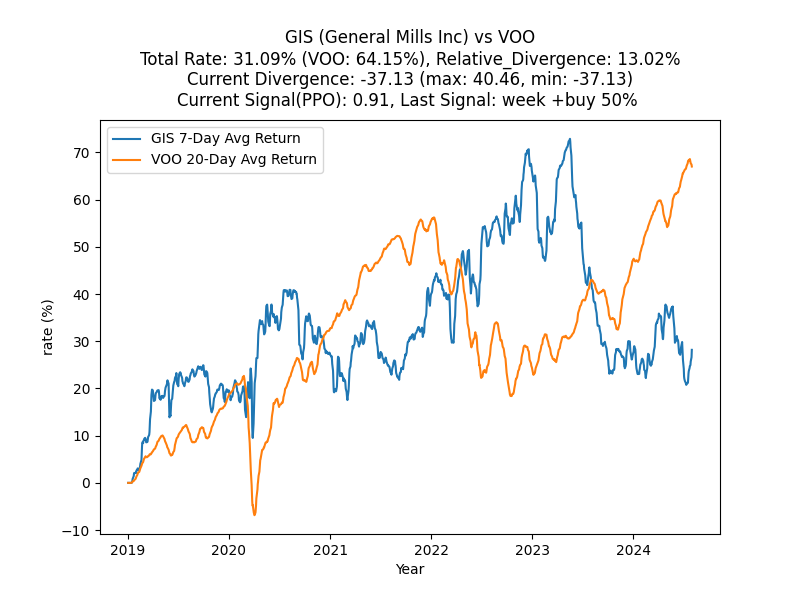 GIS (General Mills Inc) vs VOO
Total Rate: 31.09% (VOO: 64.15%), Relative_Divergence: 13.02%
Current Divergence: -37.13 (max: 40.46, min: -37.13)
Current Signal(PPO): 0.91, Last Signal: week +buy 50%
GIS 7-Day Avg Return
VOO 20-Day Avg Return
rate (%)
70
60
50
40
30
20
10
0
−10
2019
2020
2021
2022
2023
2024
Year